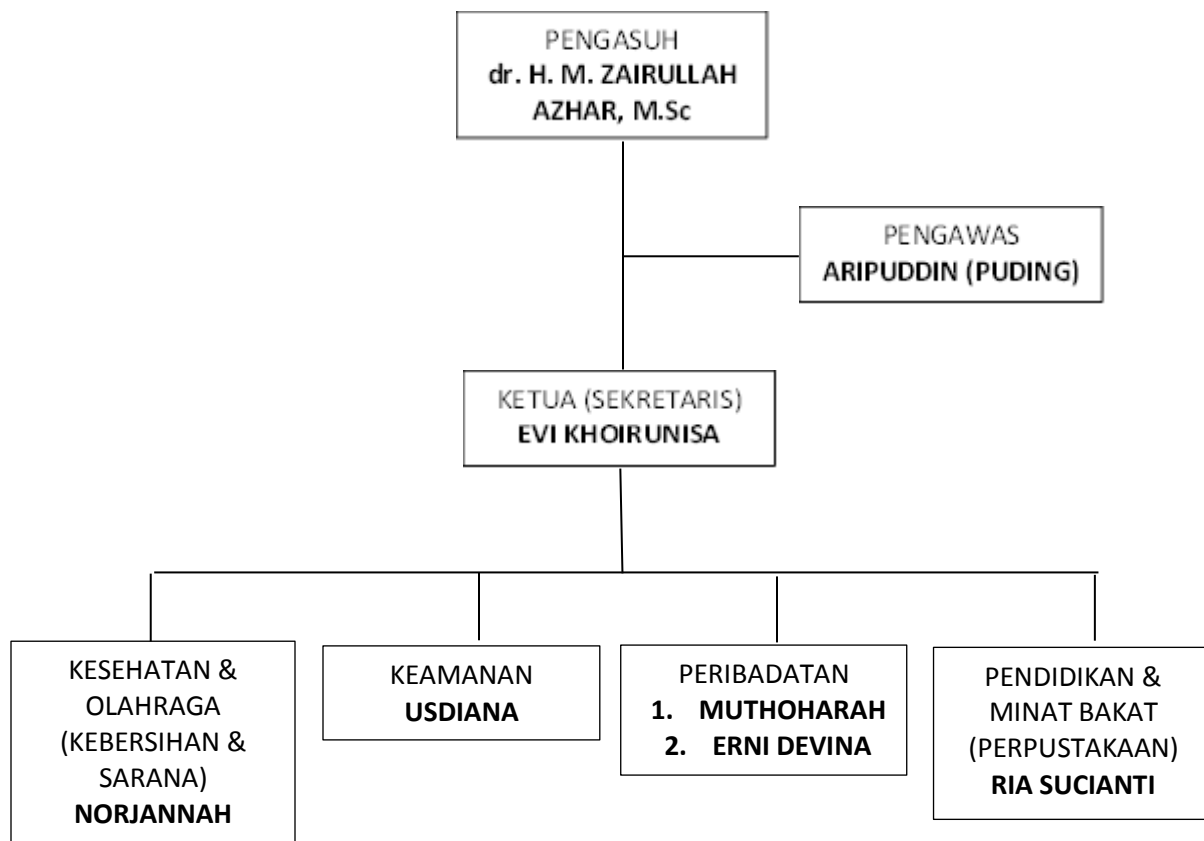 PENGASUH
dr. H. M. ZAIRULLAH
AZHAR, M.Sc
PENGAWAS
ARIPUDDIN (PUDING)
KETUA (SEKRETARIS)
EVI KHOIRUNISA
KESEHATAN &
OLAHRAGA
(KEBERSIHAN &
SARANA)
NORJANNAH
KEAMANAN
USDIANA
PERIBADATAN
1. MUTHOHARAH
2. ERNI DEVINA
PENDIDIKAN &
MINAT BAKAT
(PERPUSTAKAAN)
RIA SUCIANTI